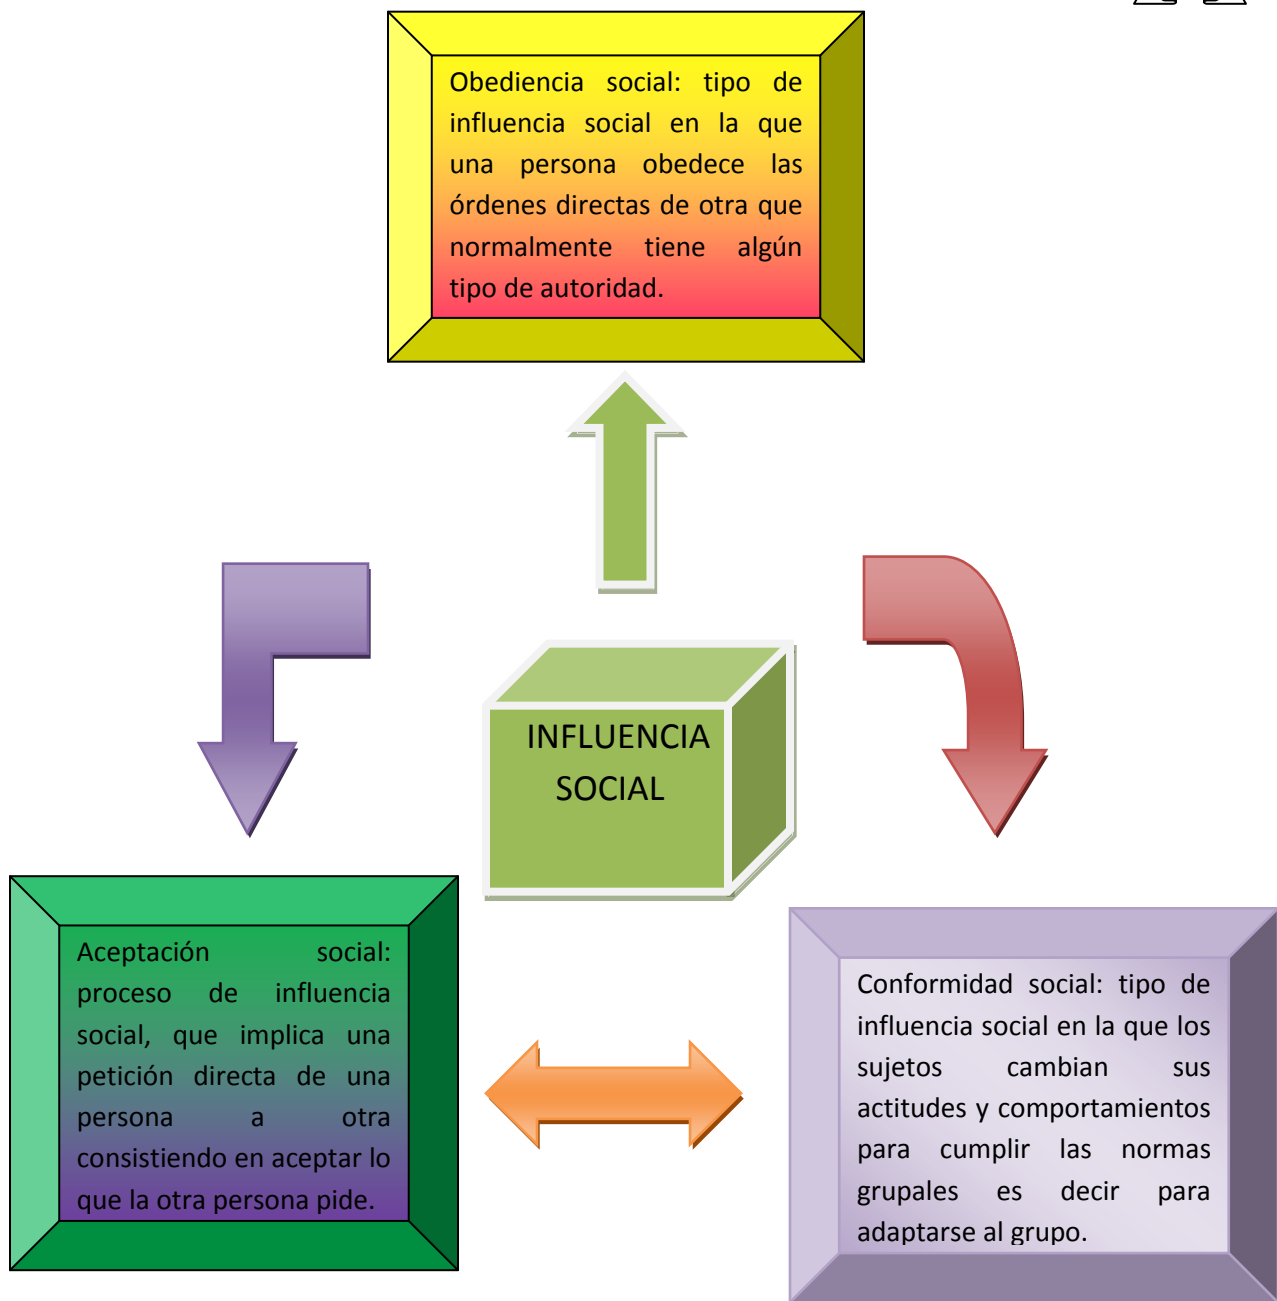 Obediencia social: tipo de
influencia social en la que
una persona obedece las
órdenes directas de otra que
normalmente tiene algún
tipo de autoridad.
INFLUENCIA
SOCIAL
Aceptación social:
proceso de influencia
social, que implica una
petición directa de una
persona a otra
consistiendo en aceptar lo
que la otra persona pide.
Conformidad social: tipo de
influencia social en la que los
sujetos cambian sus
actitudes y comportamientos
para cumplir las normas
grupales es decir para
adaptarse al grupo.